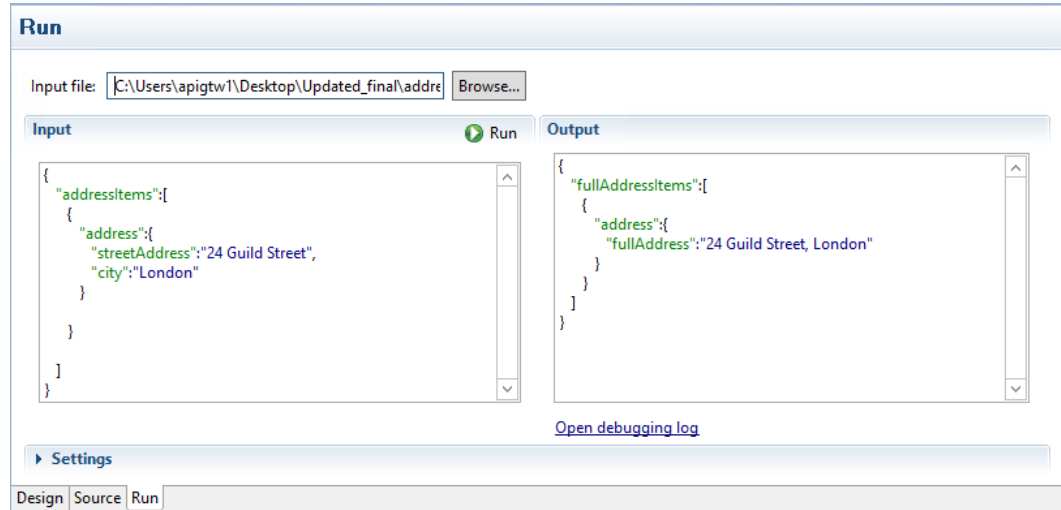 Run
Input file: C:\Users\apigtw1\Desktop\Updated_final\addre Browse...
Input
Run
{
"addressItems":[
{
"address":{
"streetAddress":"24 Guild Street",
"city":"London"
}
}
]
}
Output
{
"fullAddressItems":[
{
"address":{
"fullAddress":"24 Guild Street, London"
}
}
]
}
Open debugging log
Settings
Design Source Run